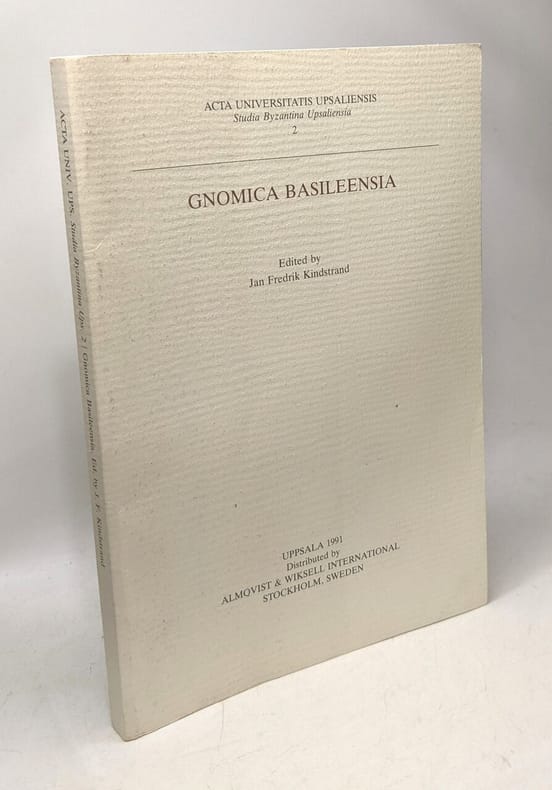 ACTA UNIVERSITATIS UPSALIENSIS
Studia Byzantina Upsaliensia
2
GNOMICA BASILEENSIA
Edited by
Jan Fredrik Kindstrand
UPPSALA 1991
Distributed by
ALMQVIST & WIKSELL INTERNATIONAL
STOCKHOLM, SWEDEN
ACTA UNIV. UPS. Studia Byzantina Ups. 2 | Gnomica Basileensia. Ed. by J. F. Kindstrand